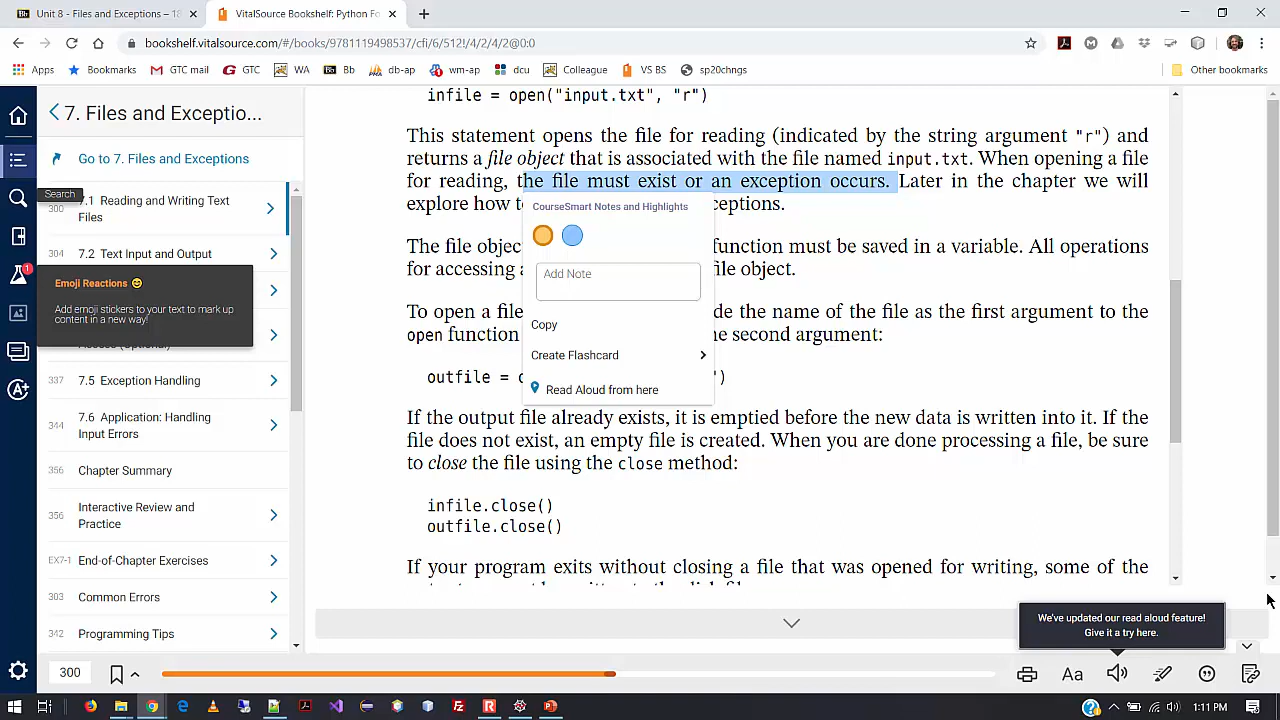 Unit 8 - Files and Exceptions – 18
VitalSource Bookshelf: Python Fo
bookshelf.vitalsource.com/#/books/9781119498537/cfi/6/512!/4/2/4/2@0:0
Apps
Bookmarks
GTC mail
GTC
WA
Bb
db-ap
wm-ap
dcu
Colleague
VS BS
sp20chngs
Other bookmarks
7. Files and Exceptio...
Go to 7. Files and Exceptions
Search
300
7.1 Reading and Writing Text
Files
304
7.2 Text Input and Output
Emoji Reactions 😊
Add emoji stickers to your text to mark up
content in a new way!
337
7.5 Exception Handling
344
7.6 Application: Handling
Input Errors
356
Chapter Summary
356
Interactive Review and
Practice
EX7-1
End-of-Chapter Exercises
303
Common Errors
342
Programming Tips
infile = open("input.txt", "r")
This statement opens the file for reading (indicated by the string argument "r") and
returns a file object that is associated with the file named input.txt. When opening a file
for reading, the file must exist or an exception occurs. Later in the chapter we will
explore how t
ceptions.
CourseSmart Notes and Highlights
Add Note
Copy
Create Flashcard
Read Aloud from here
The file objec
function must be saved in a variable. All operations
for accessing a
file object.
To open a file
de the name of the file as the first argument to the
open function
he second argument:
outfile = o
")
If the output file already exists, it is emptied before the new data is written into it. If the
file does not exist, an empty file is created. When you are done processing a file, be sure
to close the file using the close method:
infile.close()
outfile.close()
If your program exits without closing a file that was opened for writing, some of the
We've updated our read aloud feature!
Give it a try here.
300
Aa
1:11 PM